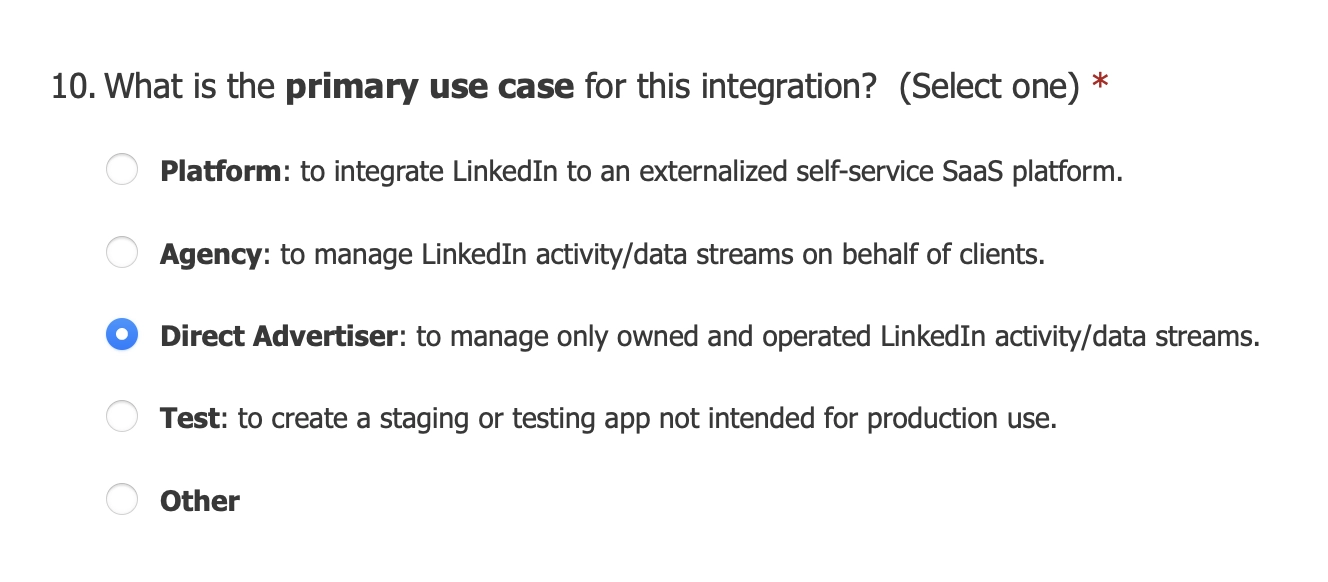 10. What is the primary use case for this integration?  (Select one) *
Platform: to integrate LinkedIn to an externalized self-service SaaS platform.
Agency: to manage LinkedIn activity/data streams on behalf of clients.
Direct Advertiser: to manage only owned and operated LinkedIn activity/data streams.
Test: to create a staging or testing app not intended for production use.
Other